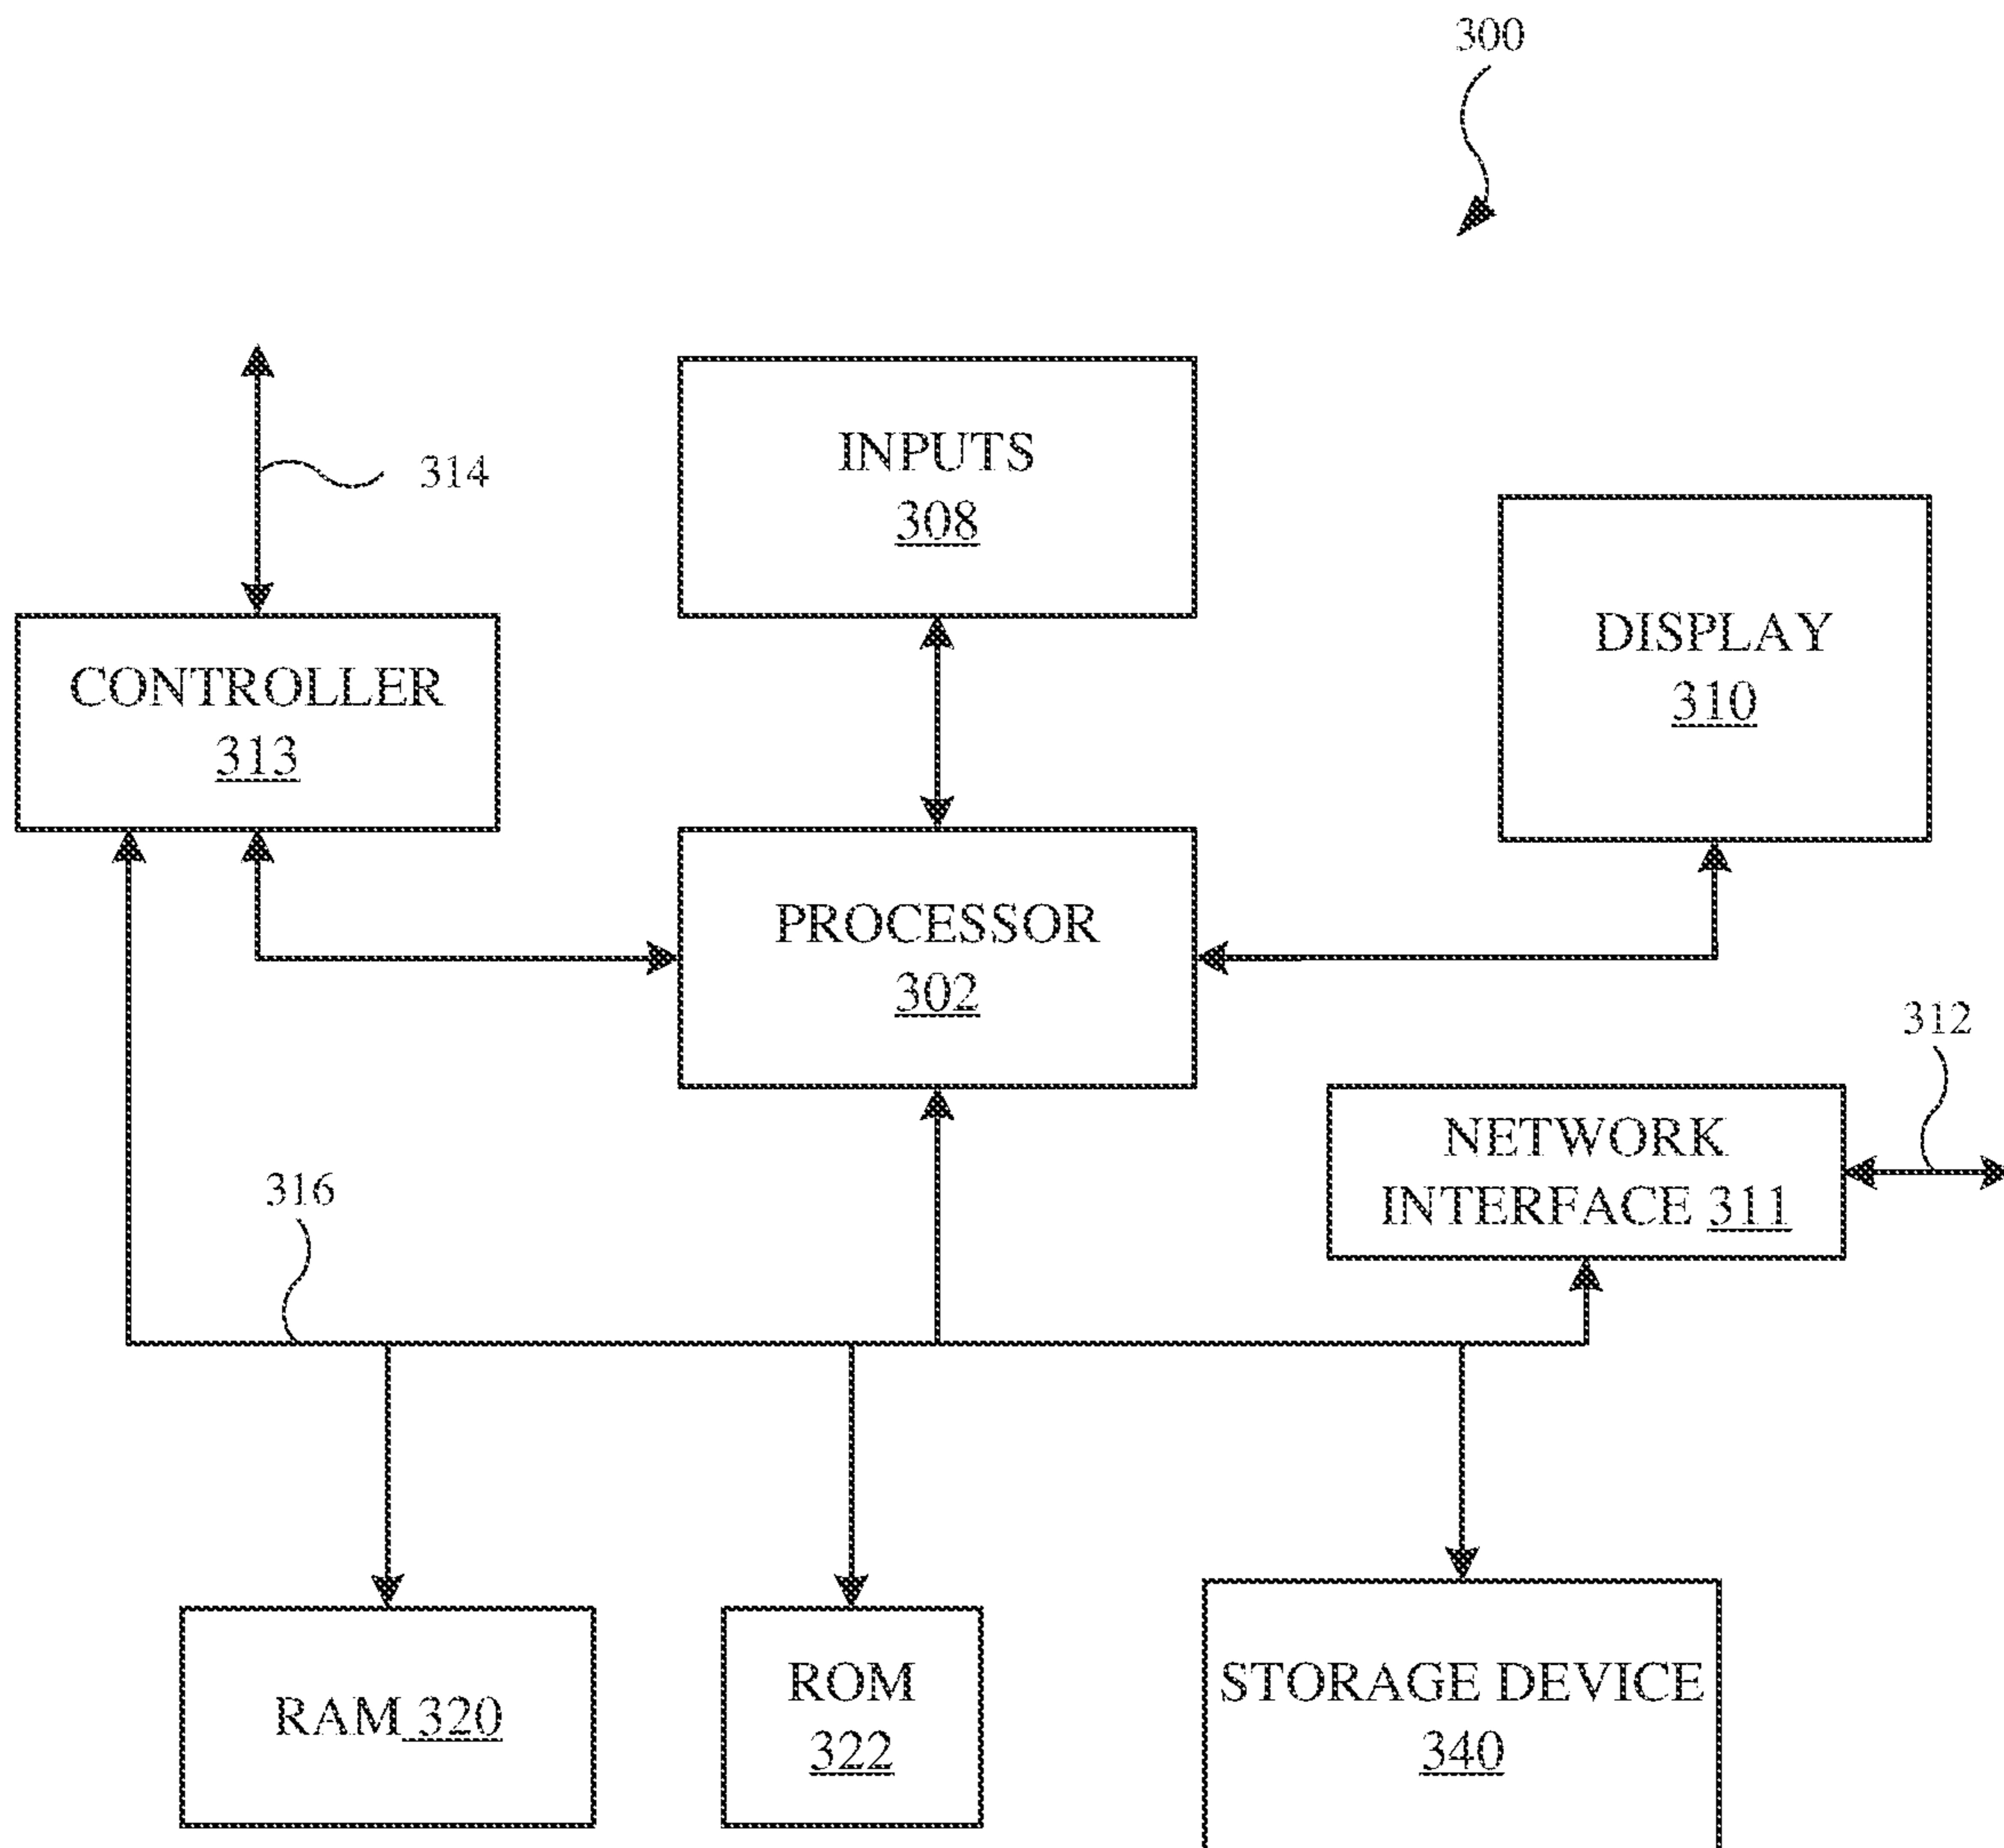 300
314
INPUTS
308
DISPLAY
310
CONTROLLER
313
PROCESSOR
302
312
NETWORK
INTERFACE 311
316
RAM 320
ROM
322
STORAGE DEVICE
340